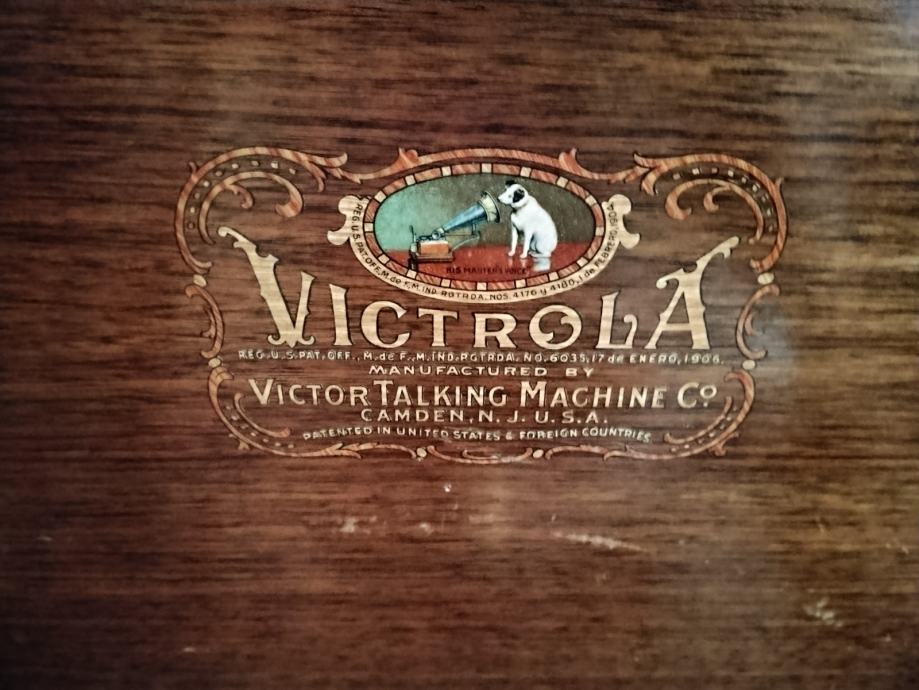 HIS MASTER'S VOICE
REG. U.S. PAT. OFF. M. de F., M. IND. RGTRDA. NOS. 4176 y 4180, 1 de FEBRERO 1904
VICTROLA
REG. U.S. PAT. OFF., M. de F., M. IND. RGTRDA. NO. 6035, 17 de ENERO, 1906.
MANUFACTURED BY
VICTOR TALKING MACHINE Co
CAMDEN, N. J. U. S. A.
PATENTED IN UNITED STATES & FOREIGN COUNTRIES